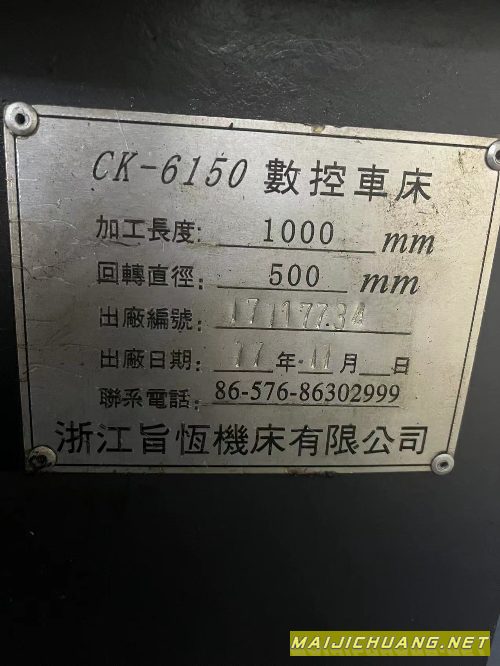 CK-6150 數控車床
加工長度: 1000 mm
回轉直徑: 500 mm
出廠編號:
出廠日期: 17 年 11 月 日
聯系電話: 86-576-86302999
浙江旨恆機床有限公司
MAIJICHUANG.NET